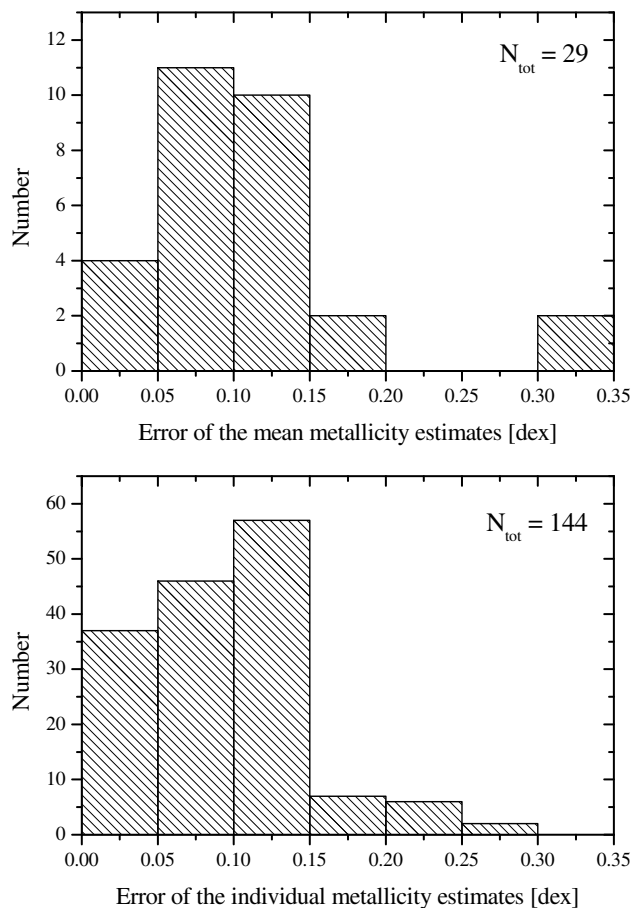 12
10
8
6
4
2
0
Number
N_tot = 29
0.00 0.05 0.10 0.15 0.20 0.25 0.30 0.35
Error of the mean metallicity estimates [dex]
60
50
40
30
20
10
0
Number
N_tot = 144
0.00 0.05 0.10 0.15 0.20 0.25 0.30 0.35
Error of the individual metallicity estimates [dex]